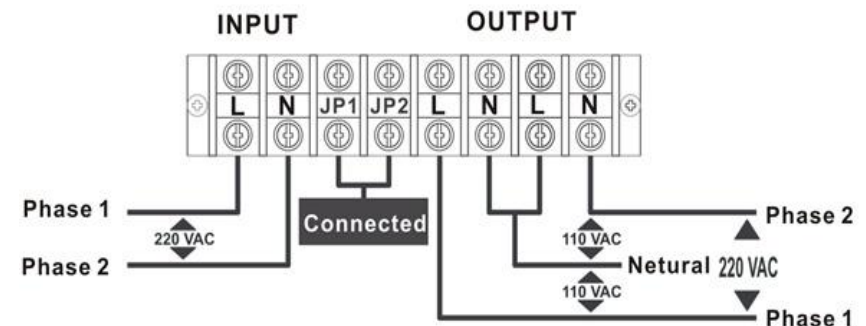 INPUT OUTPUT
L N JP1 JP2 L N L N
Phase 1
220 VAC
Phase 2
Connected
110 VAC
Phase 2
Netural 220 VAC
110 VAC
Phase 1